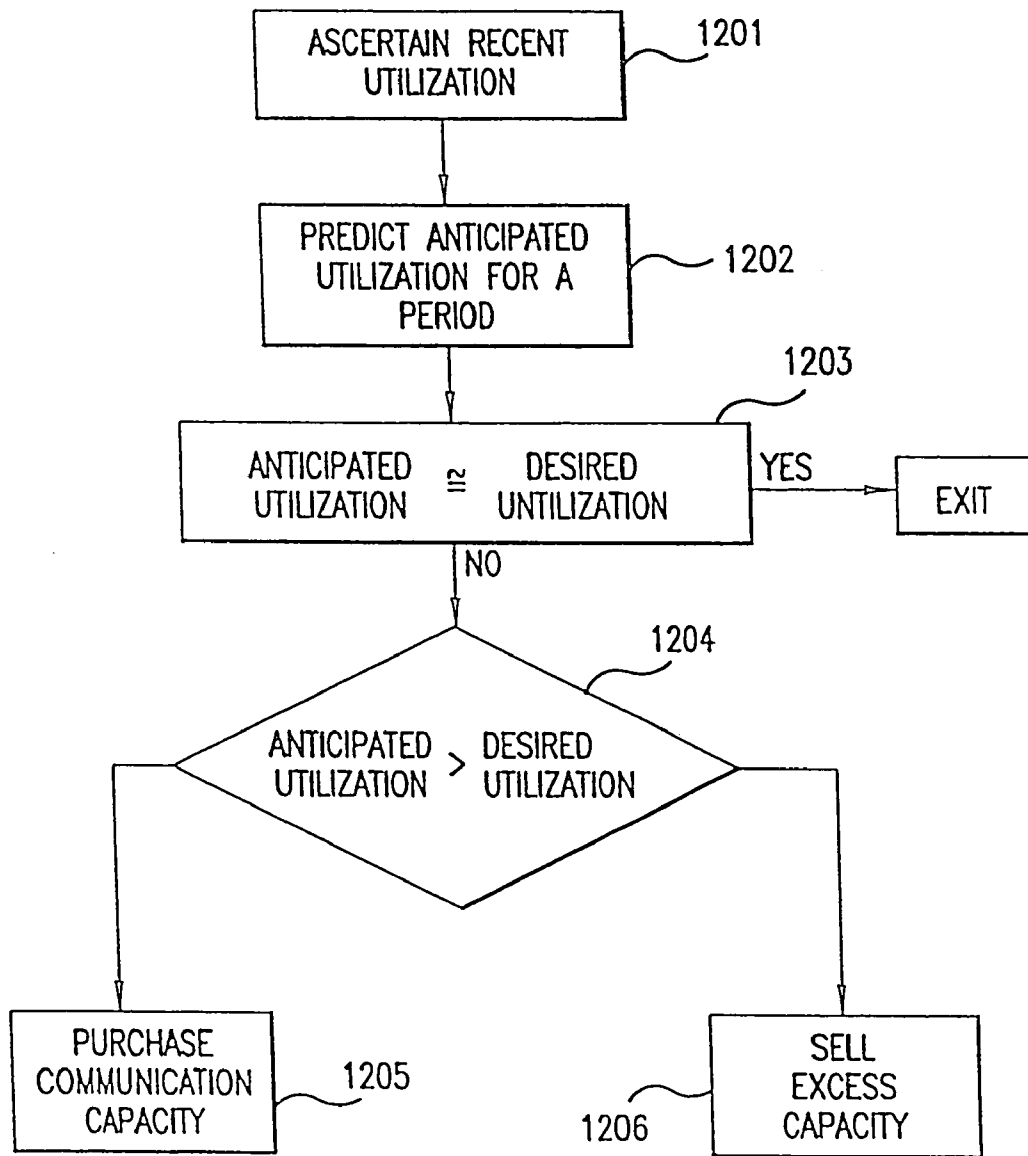 ASCERTAIN RECENT
UTILIZATION
1201
PREDICT ANTICIPATED
UTILIZATION FOR A
PERIOD
1202
1203
ANTICIPATED ≅ DESIRED
UTILIZATION UNTILIZATION
YES
EXIT
NO
1204
ANTICIPATED > DESIRED
UTILIZATION UTILIZATION
PURCHASE
COMMUNICATION
CAPACITY
1205
SELL
EXCESS
CAPACITY
1206